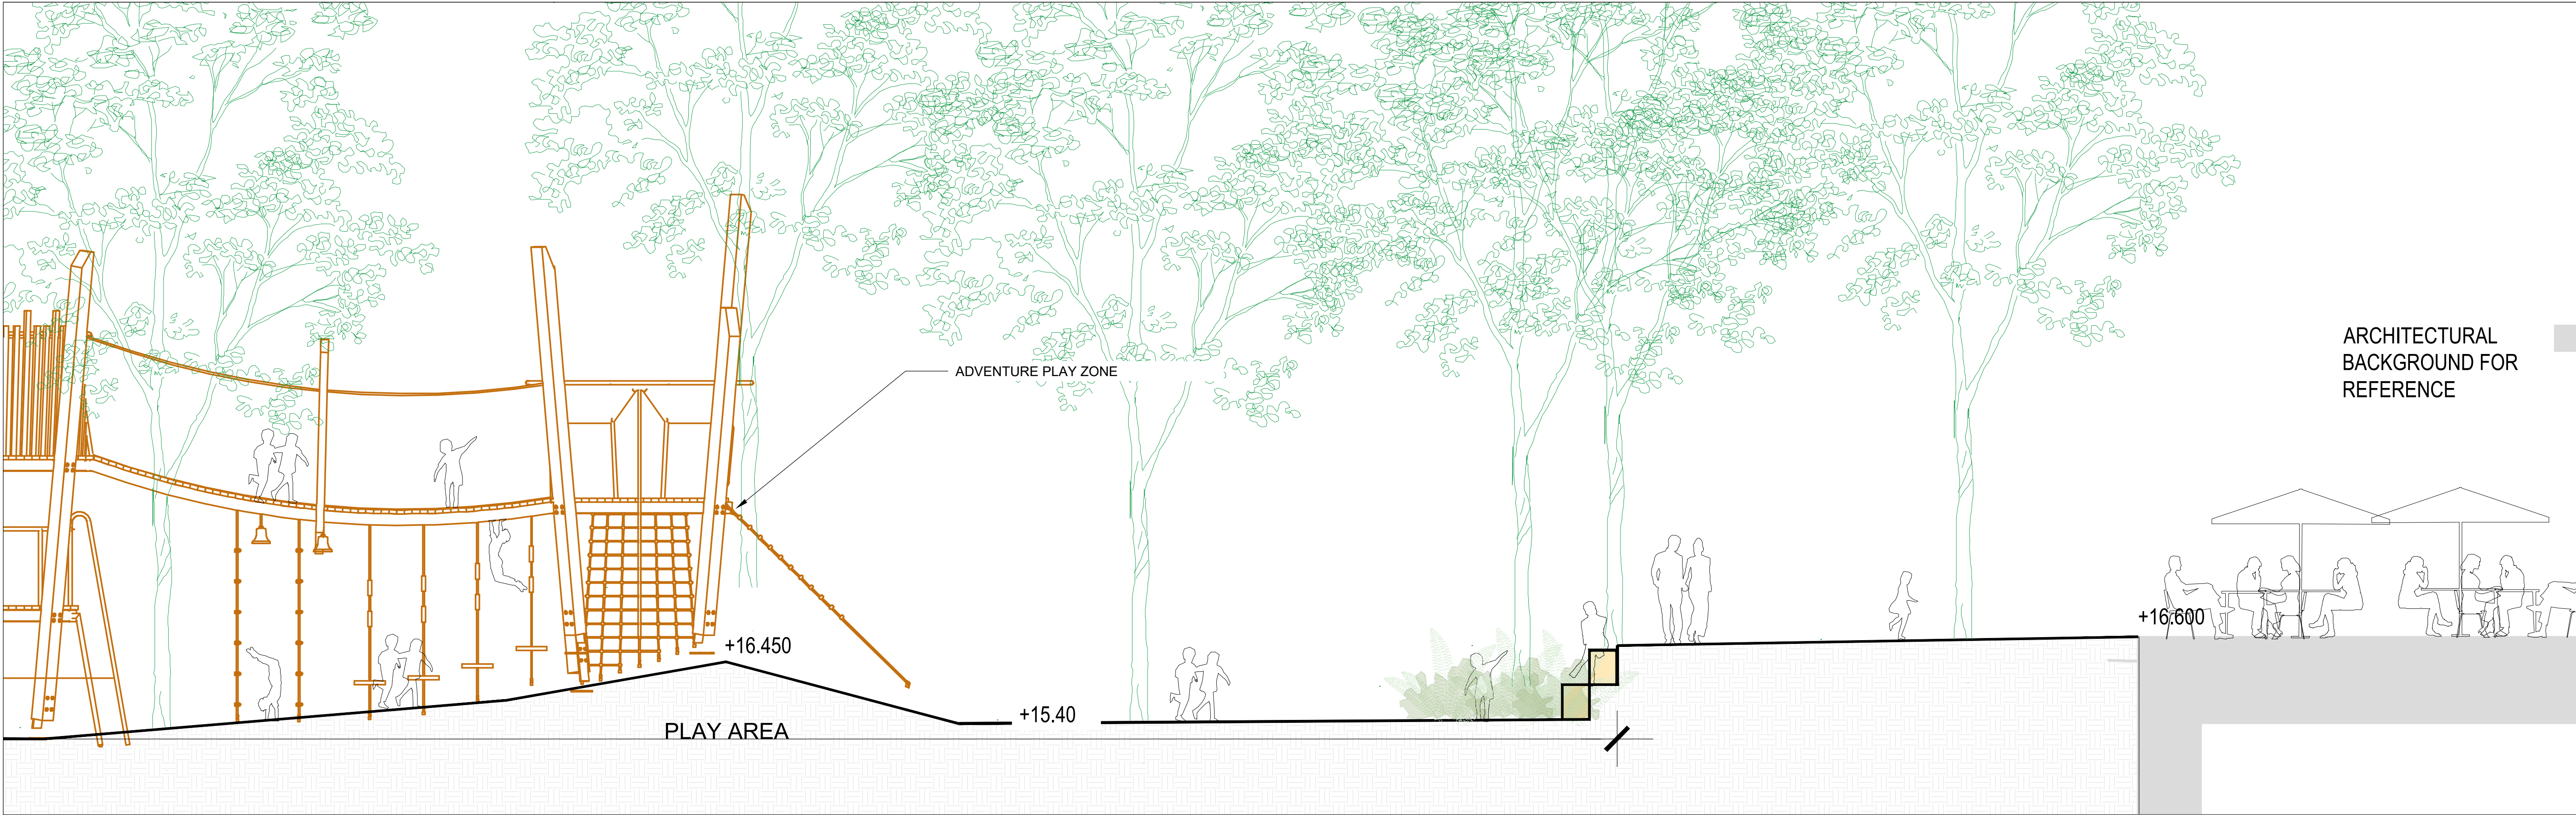 ADVENTURE PLAY ZONE
ARCHITECTURAL
BACKGROUND FOR
REFERENCE
+16.600
+16.450
+15.40
PLAY AREA